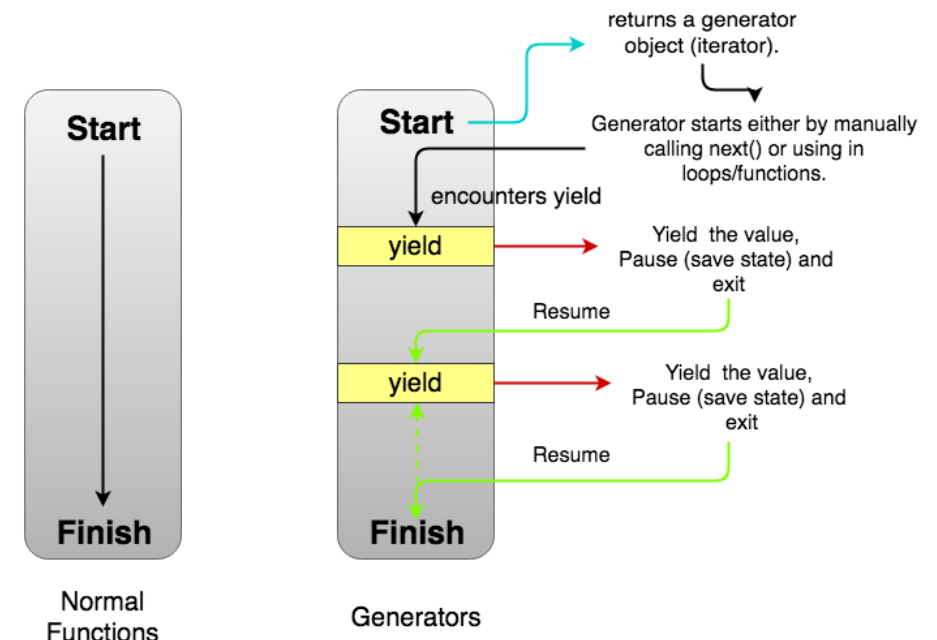 Start
Finish
Normal
Functions
Start
returns a generator
object (iterator).
Generator starts either by manually
calling next() or using in
loops/functions.
encounters yield
yield
Yield the value,
Pause (save state) and
exit
Resume
yield
Yield the value,
Pause (save state) and
exit
Resume
Finish
Generators